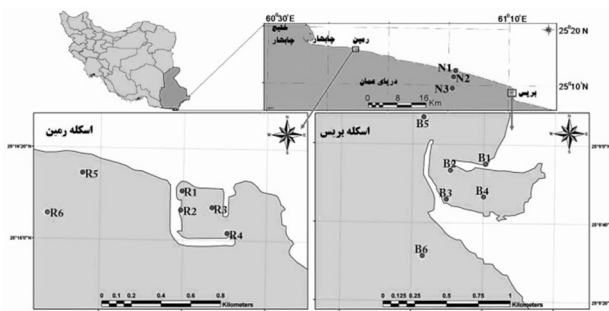 60°30'E
61°10'E
خلیج
چابهار
چابهار
رمین
25°20'N
دریای عمان
N1
N2
N3
پریس
25°10'N
0 8 16
Km
اسکله رمین
R5
R6
R1
R2
R3
R4
0 0.1 0.2 0.4 0.6 0.8
Kilometers
اسکله پریس
B5
B2
B1
B3
B4
B6
0 0.125 0.25 0.5 0.75 1
Kilometers